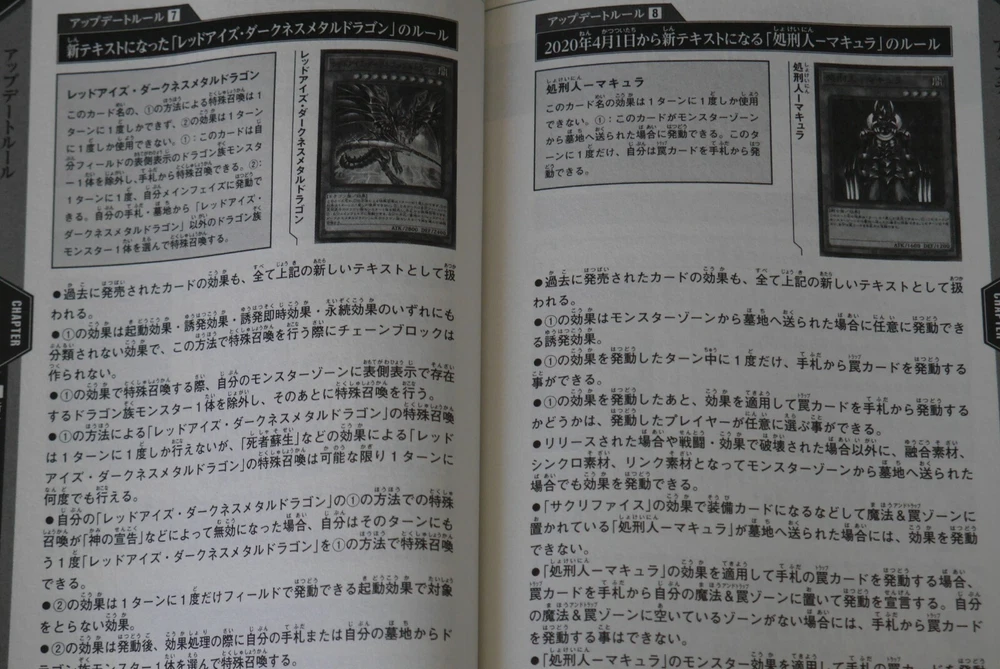 アップデートルール
アップデートルール 7
新テキストになった「レッドアイズ・ダークネスメタルドラゴン」のルール
レッドアイズ・ダークネスメタルドラゴン
このカード名の、①の方法による特殊召喚は1
ターンに1度しかできず、②の効果は1ターン
に1度しか使用できない。①:このカードは自
分フィールドの表側表示のドラゴン族モンスタ
ー1体を除外し、手札から特殊召喚できる。②:
1ターンに1度、自分メインフェイズに発動で
きる。自分の手札・墓地から「レッドアイズ・
ダークネスメタルドラゴン」以外のドラゴン族
モンスター1体を選んで特殊召喚する。
レッドアイズ・ダークネスメタルドラゴン
●過去に発売されたカードの効果も、全て上記の新しいテキストとして扱
われる。
●①の効果は起動効果・誘発効果・誘発即時効果・永続効果のいずれにも
分類されない効果で、この方法で特殊召喚を行う際にチェーンブロックは
作られない。
●①の効果で特殊召喚する際、自分のモンスターゾーンに表側表示で存在
するドラゴン族モンスター1体を除外し、そのあとに特殊召喚を行う。
●①の方法による「レッドアイズ・ダークネスメタルドラゴン」の特殊召喚
は1ターンに1度しか行えないが、「死者蘇生」などの効果による「レッド
アイズ・ダークネスメタルドラゴン」の特殊召喚は可能な限り1ターンに
何度でも行える。
●自分の「レッドアイズ・ダークネスメタルドラゴン」の①の方法での特殊
召喚が「神の宣告」などによって無効になった場合、自分はそのターンにも
う1度「レッドアイズ・ダークネスメタルドラゴン」を①の方法で特殊召喚
できる。
●②の効果は1ターンに1度だけフィールドで発動できる起動効果で対象
をとらない効果。
●②の効果は発動後、効果処理の際に自分の手札または自分の墓地からド
ラゴン族モンスター1体を選んで特殊召喚する。
CHAPTER
アップデートルール 8
2020年4月1日から新テキストになる「処刑人-マキュラ」のルール
処刑人-マキュラ
このカード名の効果は1ターンに1度しか使用
できない。①:このカードがモンスターゾーン
から墓地へ送られた場合に発動できる。このタ
ーンに1度だけ、自分は罠カードを手札から発
動できる。
処刑人-マキュラ
●過去に発売されたカードの効果も、全て上記の新しいテキストとして扱
われる。
●①の効果はモンスターゾーンから墓地へ送られた場合に任意に発動でき
る誘発効果。
●①の効果を発動したターン中に1度だけ、手札から罠カードを発動する
事ができる。
●①の効果を発動したあと、効果を適用して罠カードを手札から発動する
かどうかは、発動したプレイヤーが任意に選ぶ事ができる。
●リリースされた場合や戦闘・効果で破壊された場合以外に、融合素材、
シンクロ素材、リンク素材となってモンスターゾーンから墓地へ送られた
場合でも効果を発動できる。
●「サクリファイス」の効果で装備カードになるなどして魔法&罠ゾーンに
置かれている「処刑人-マキュラ」が墓地へ送られた場合には、効果を発動
できない。
●「処刑人-マキュラ」の効果を適用して手札の罠カードを発動する場合、
罠カードを手札から自分の魔法&罠ゾーンに置いて発動を宣言する。自分
の魔法&罠ゾーンに空いているゾーンがない場合には、手札から罠カード
を発動する事はできない。
●「処刑人-マキュラ」のモンスター効果を適用して手札の罠